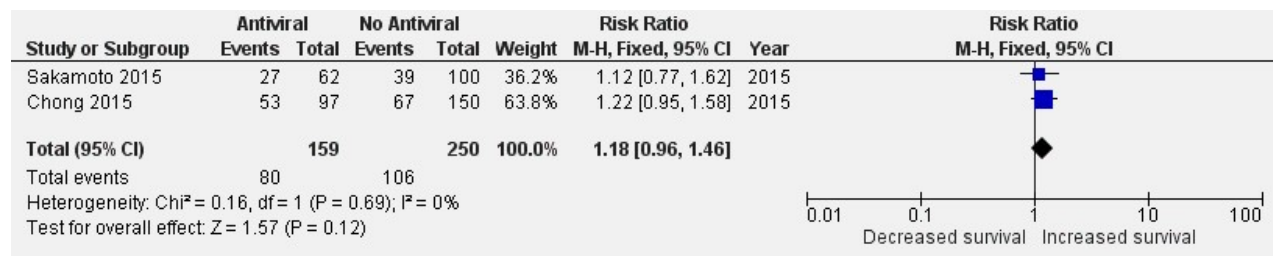 Antiviral No Antiviral Risk Ratio Risk Ratio
Study or Subgroup Events Total Events Total Weight M-H, Fixed, 95% CI Year M-H, Fixed, 95% CI
Sakamoto 2015 27 62 39 100 36.2% 1.12 [0.77, 1.62] 2015
Chong 2015 53 97 67 150 63.8% 1.22 [0.95, 1.58] 2015
Total (95% CI) 159 250 100.0% 1.18 [0.96, 1.46]
Total events 80 106
Heterogeneity: Chi² = 0.16, df = 1 (P = 0.69); I² = 0%
Test for overall effect: Z = 1.57 (P = 0.12)
0.01 0.1 1 10 100
Decreased survival Increased survival